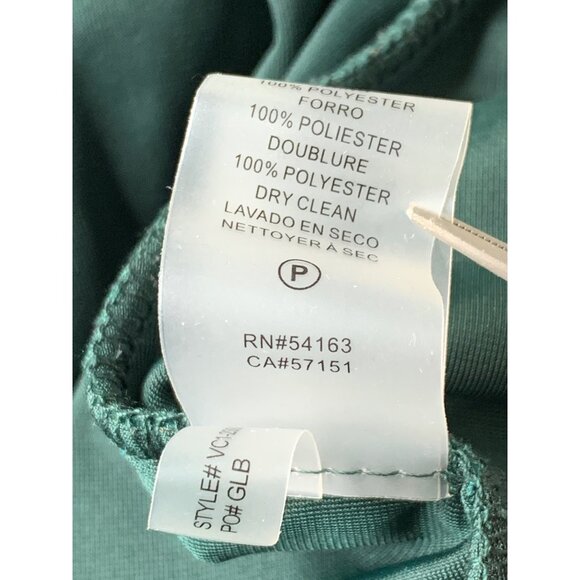 100% POLYESTER
FORRO
100% POLIESTER
DOUBLURE
100% POLYESTER
DRY CLEAN
LAVADO EN SECO
NETTOYER À SEC
P
RN#54163
CA#57151
STYLE#
PO# GLB